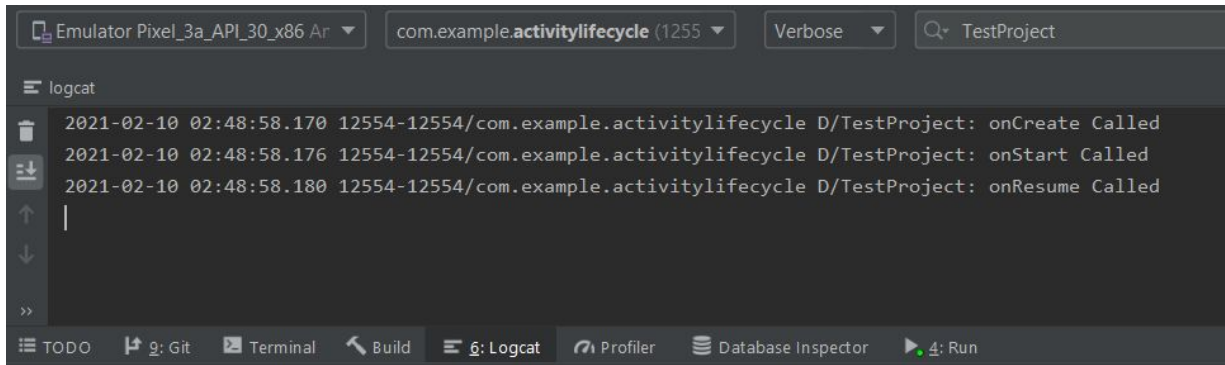 Emulator Pixel_3a_API_30_x86 Ar com.example.activitylifecycle (1255 Verbose TestProject
logcat
2021-02-10 02:48:58.170 12554-12554/com.example.activitylifecycle D/TestProject: onCreate Called
2021-02-10 02:48:58.176 12554-12554/com.example.activitylifecycle D/TestProject: onStart Called
2021-02-10 02:48:58.180 12554-12554/com.example.activitylifecycle D/TestProject: onResume Called
TODO 9: Git Terminal Build 6: Logcat Profiler Database Inspector 4: Run